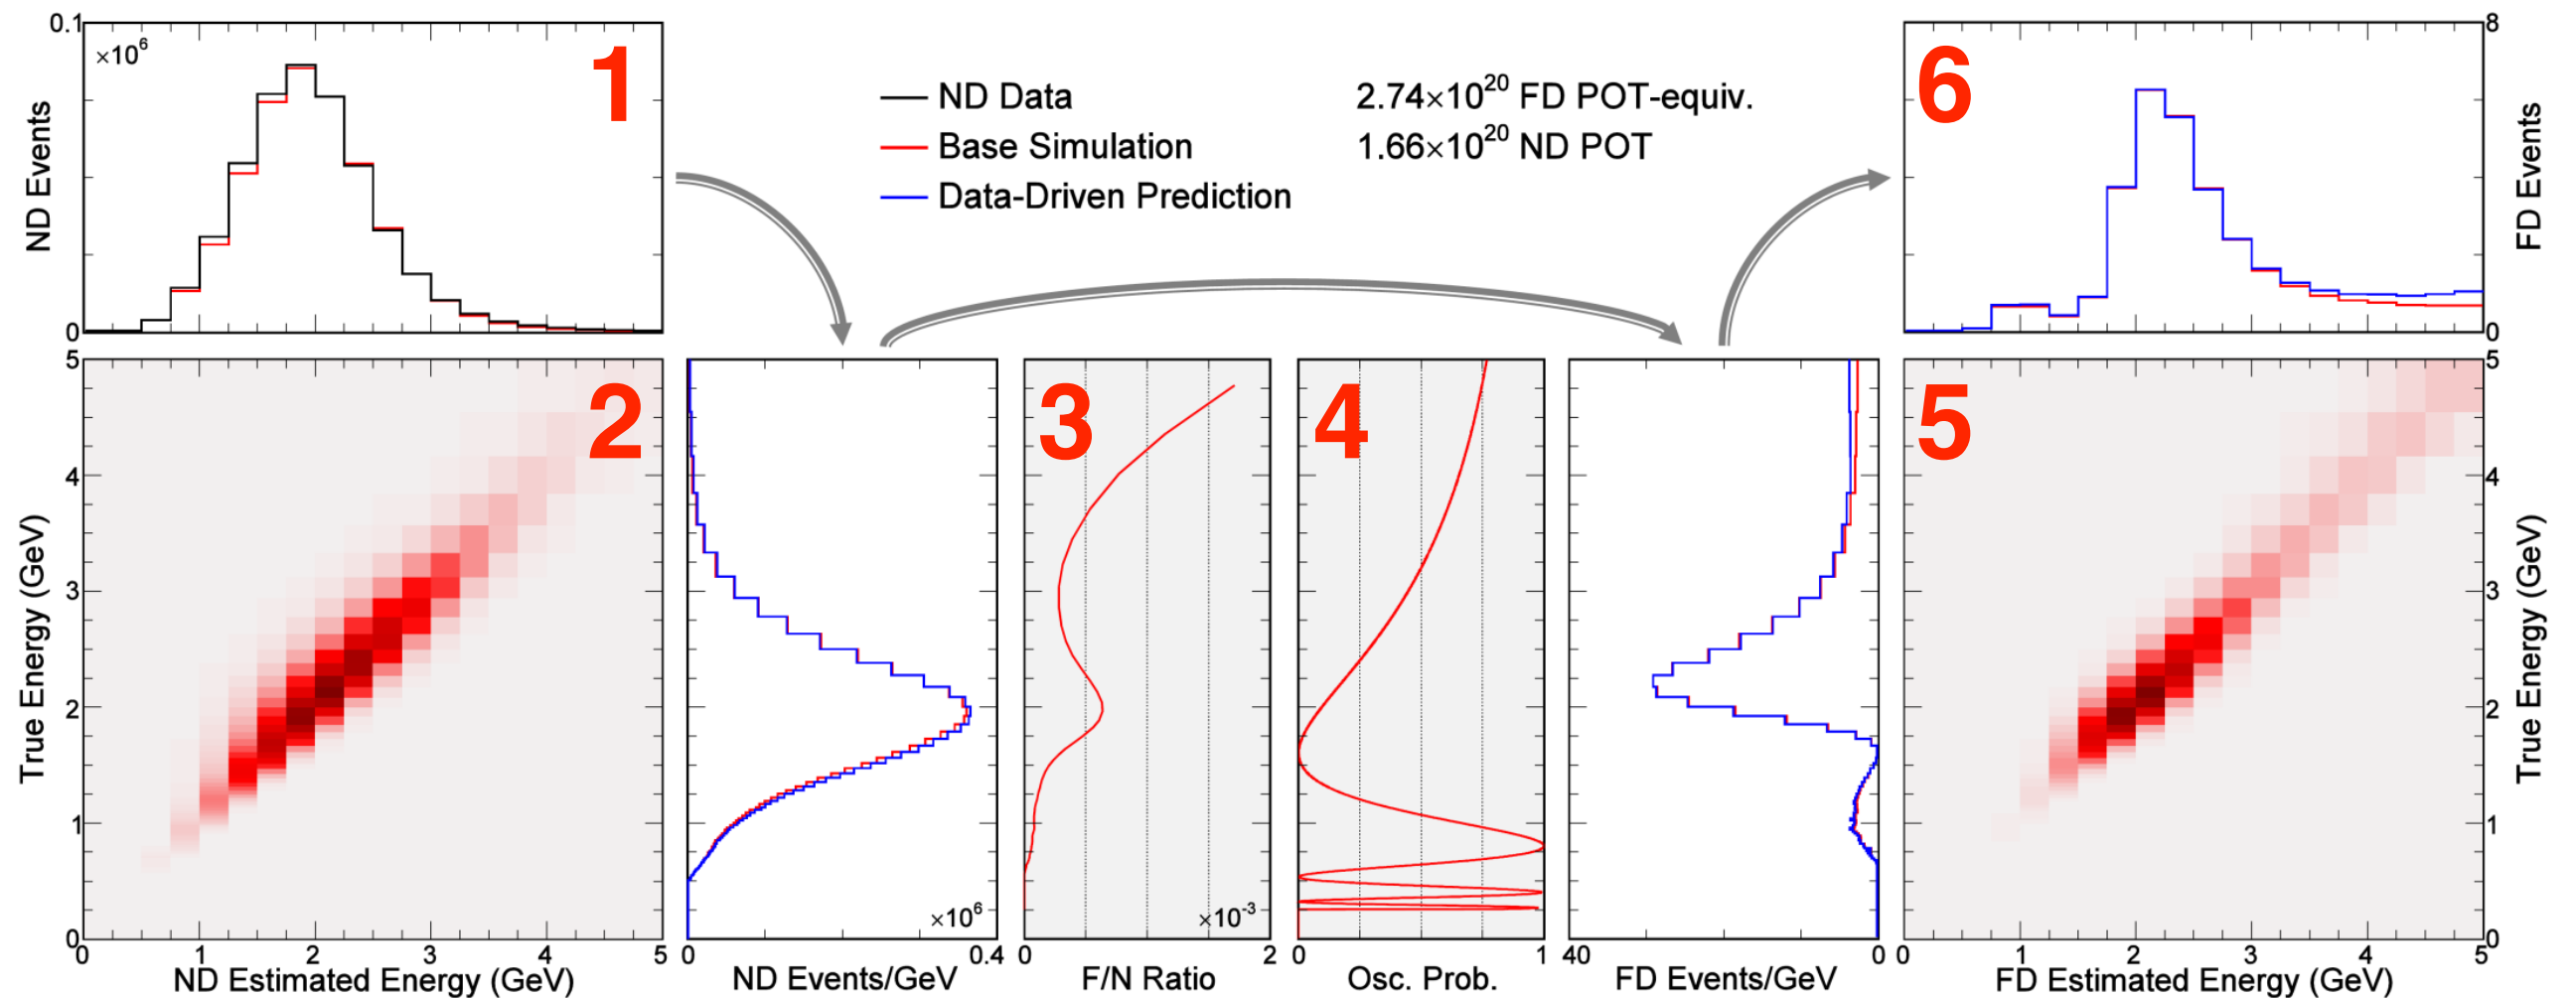 0.1
×10⁶
1
ND Events
0
ND Data
Base Simulation
Data-Driven Prediction
2.74×10²⁰ FD POT-equiv.
1.66×10²⁰ ND POT
6
8
FD Events
0
5
4
3
2
1
0
True Energy (GeV)
2
0 1 2 3 4 5
ND Estimated Energy (GeV)
×10⁶
0 0.4
ND Events/GeV
3
×10⁻³
0 2
F/N Ratio
4
0 1
Osc. Prob.
40 0
FD Events/GeV
5
1 2 3 4 5
FD Estimated Energy (GeV)
5
4
3
2
1
0
True Energy (GeV)